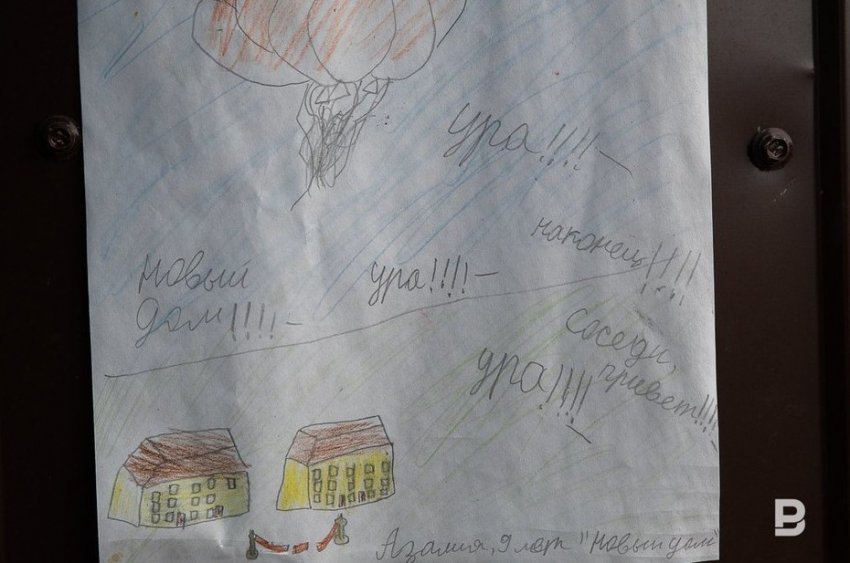 ура!!!! –
наконец!!!!
новый
дом!!!! –
ура!!!! –
соседи,
привет!!!! –
ура!!!! –
Азалия, 9 лет "Новый дом"
В